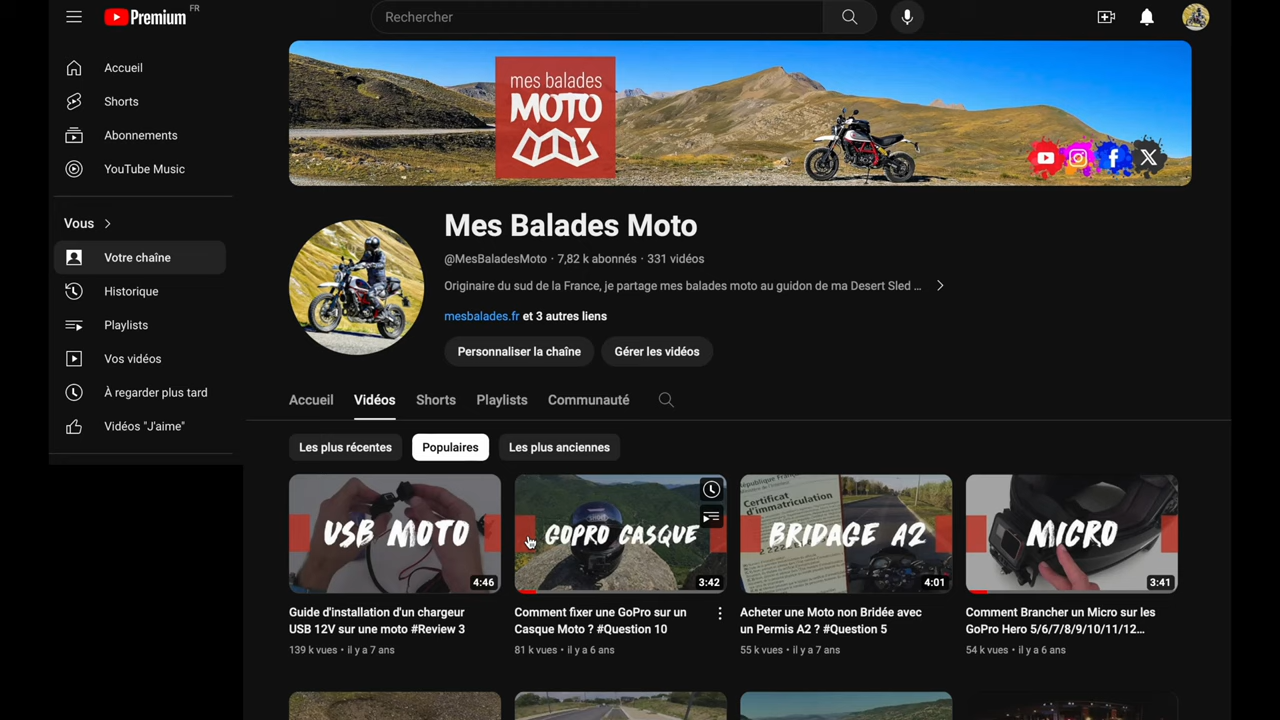 Premium FR
Rechercher
Accueil
Shorts
Abonnements
YouTube Music
Vous
Votre chaîne
Historique
Playlists
Vos vidéos
À regarder plus tard
Vidéos "J'aime"
mes balades
MOTO
Mes Balades Moto
@MesBaladesMoto · 7,82 k abonnés · 331 vidéos
Originaire du sud de la France, je partage mes balades moto au guidon de ma Desert Sled ...
mesbalades.fr et 3 autres liens
Personnaliser la chaîne Gérer les vidéos
Accueil Vidéos Shorts Playlists Communauté
Les plus récentes Populaires Les plus anciennes
USB MOTO
4:46
Guide d'installation d'un chargeur
USB 12V sur une moto #Review 3
139 k vues • il y a 7 ans
GOPRO CASQUE
3:42
Comment fixer une GoPro sur un
Casque Moto ? #Question 10
81 k vues • il y a 6 ans
Certificat
d'immatriculation
BRIDAGE A2
4:01
Acheter une Moto non Bridée avec
un Permis A2 ? #Question 5
55 k vues • il y a 7 ans
MICRO
3:41
Comment Brancher un Micro sur les
GoPro Hero 5/6/7/8/9/10/11/12...
54 k vues • il y a 6 ans